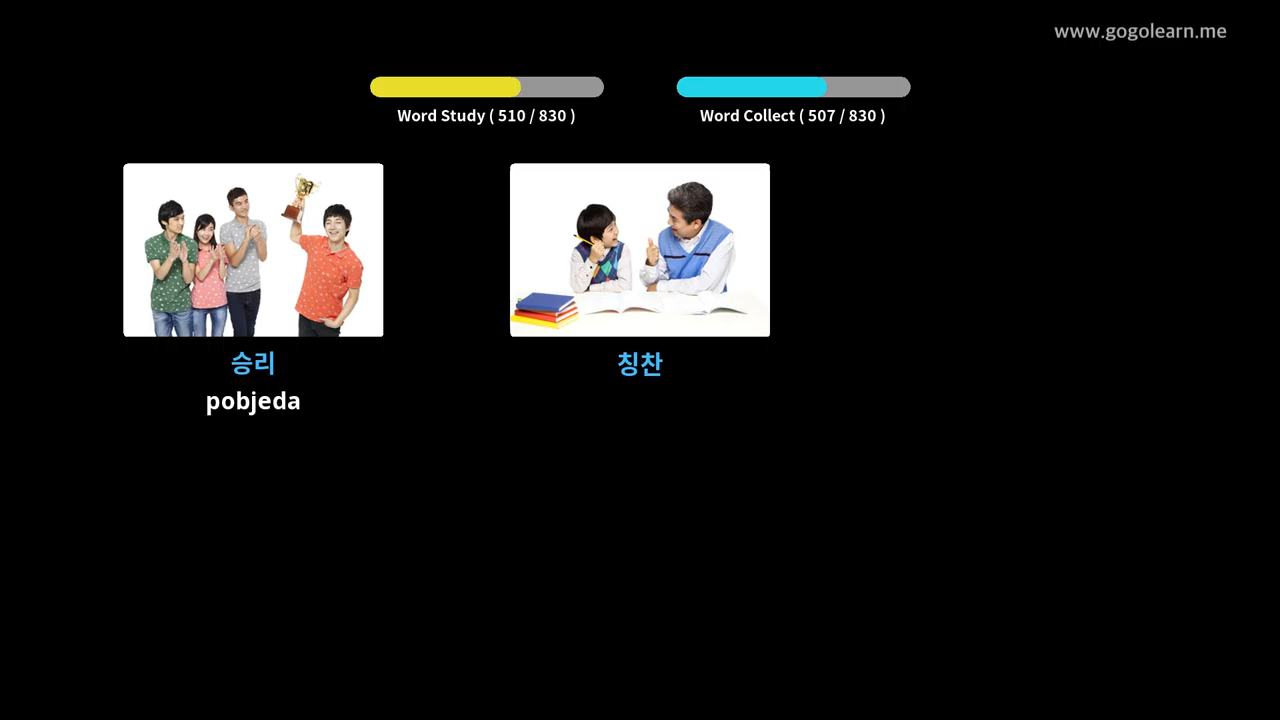 www.gogolearn.me
Word Study ( 510 / 830 )
Word Collect ( 507 / 830 )
승리
칭찬
pobjeda